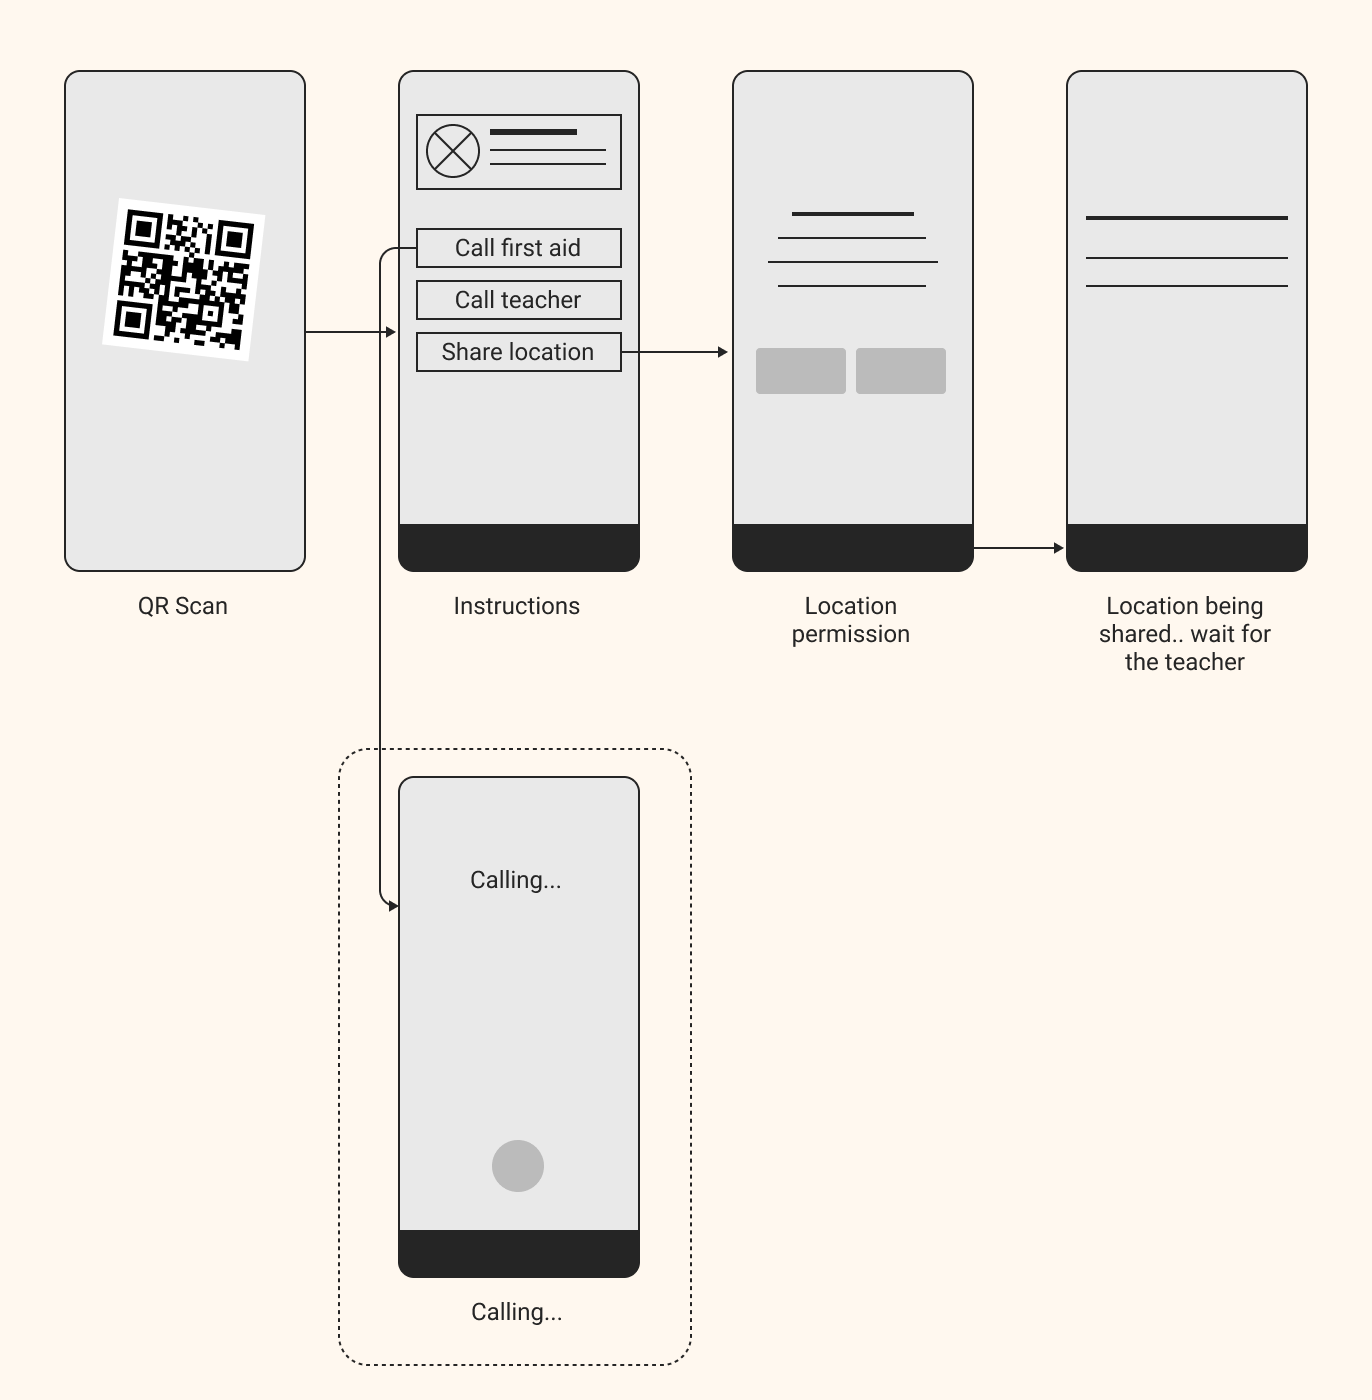 Call first aid
Call teacher
Share location
QR Scan
Instructions
Location
permission
Location being
shared.. wait for
the teacher
Calling...
Calling...